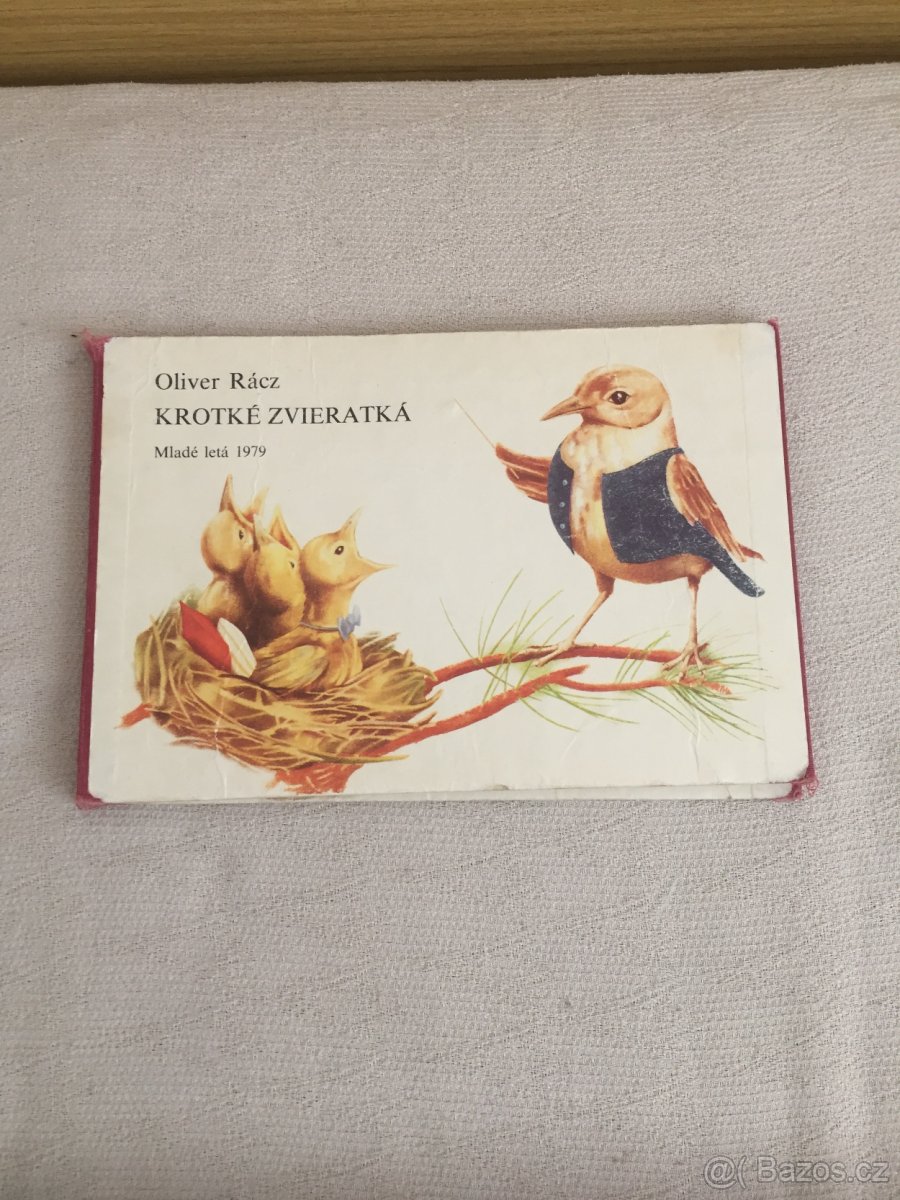 Oliver Rácz
KROTKÉ ZVIERATKÁ
Mladé letá 1979
@( Bazos.cz